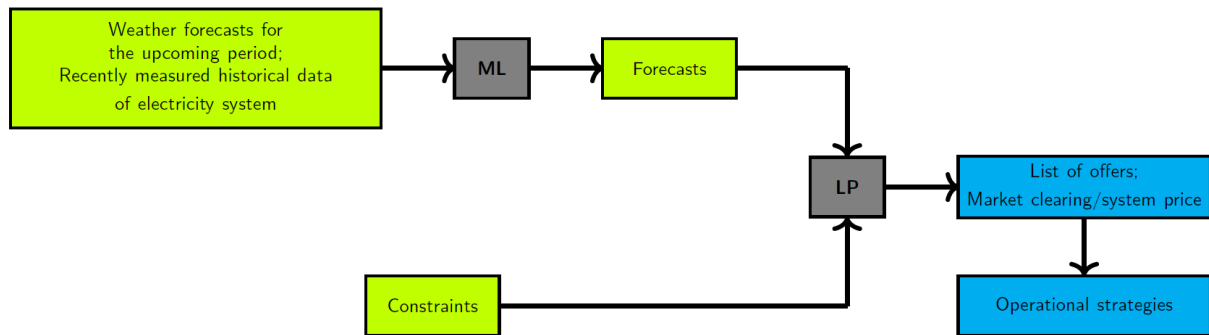 Weather forecasts for
the upcoming period;
Recently measured historical data
of electricity system
ML
Forecasts
LP
List of offers;
Market clearing/system price
Constraints
Operational strategies